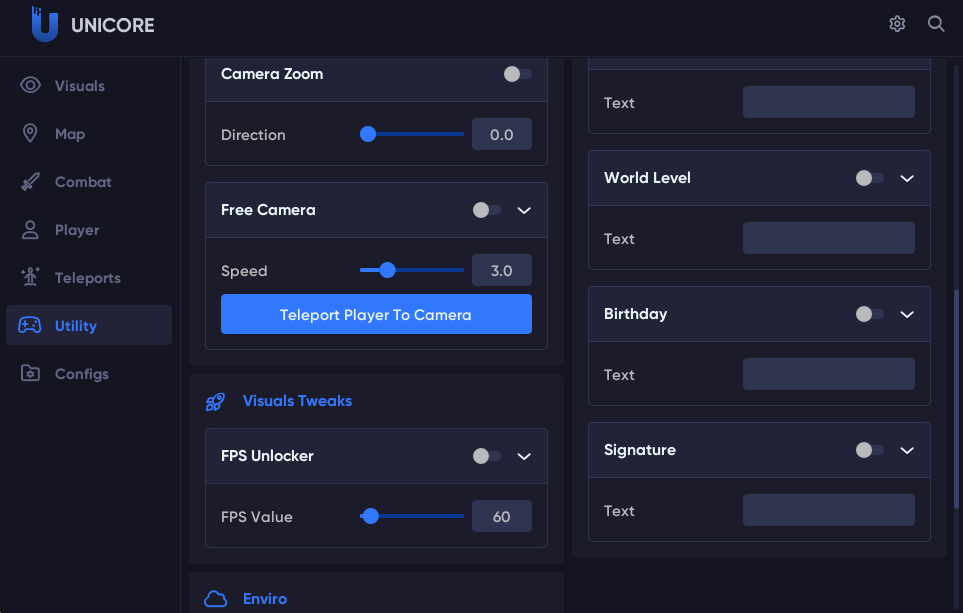 UNICORE
Visuals
Map
Combat
Player
Teleports
Utility
Configs
Camera Zoom
Direction
0.0
Free Camera
Speed
3.0
Teleport Player To Camera
Visuals Tweaks
FPS Unlocker
FPS Value
60
Enviro
Text
World Level
Text
Birthday
Text
Signature
Text